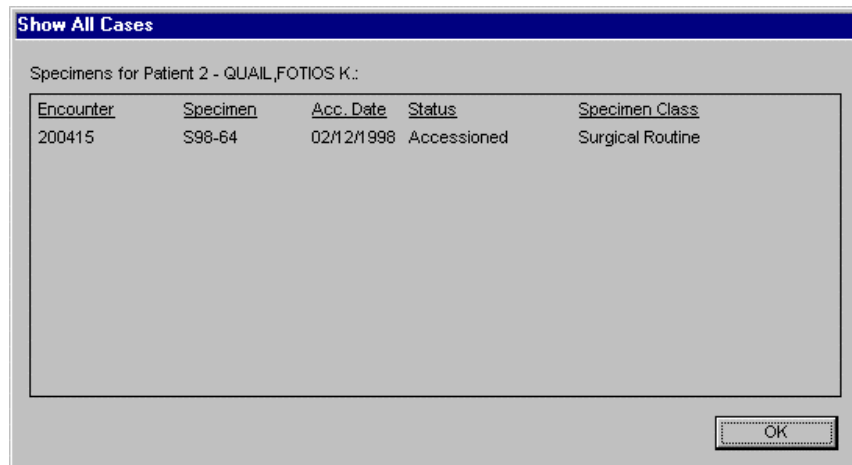 Show All Cases
Specimens for Patient 2 - QUAIL,FOTIOS K.:
Encounter Specimen Acc. Date Status Specimen Class
200415 S98-64 02/12/1998 Accessioned Surgical Routine
OK